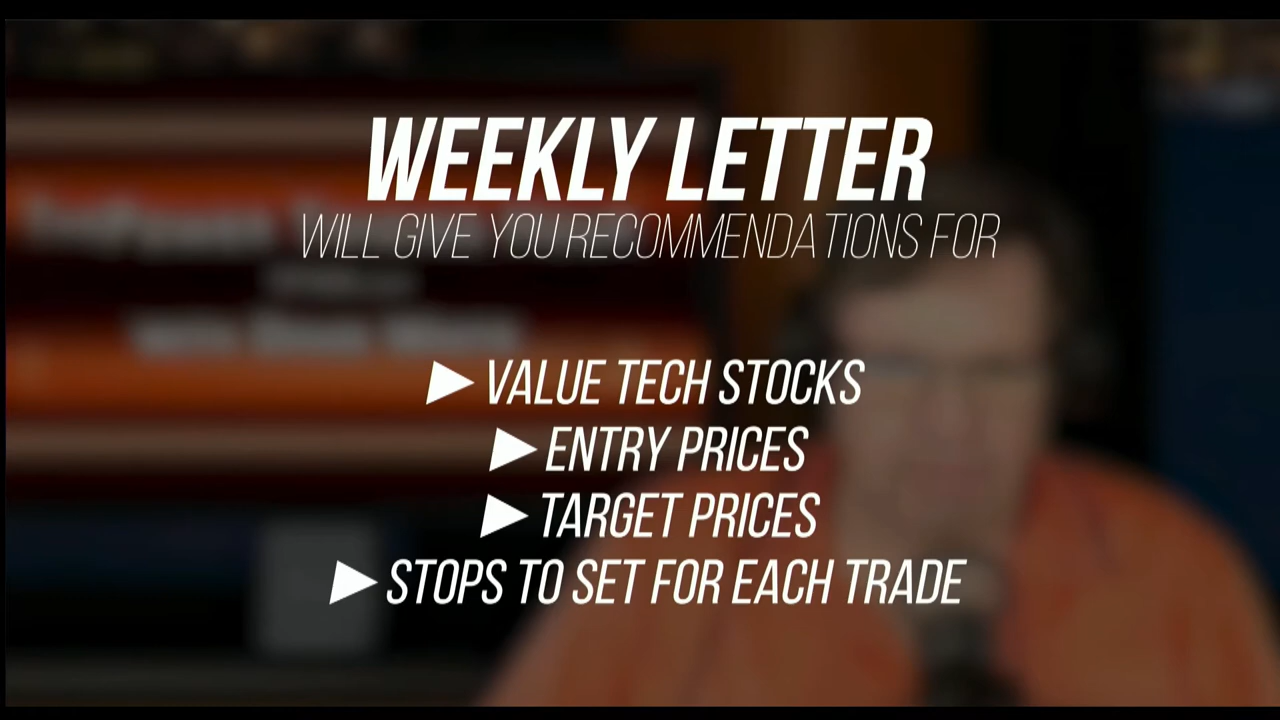 WEEKLY LETTER
WILL GIVE YOU RECOMMENDATIONS FOR
▶ VALUE TECH STOCKS
▶ ENTRY PRICES
▶ TARGET PRICES
▶ STOPS TO SET FOR EACH TRADE